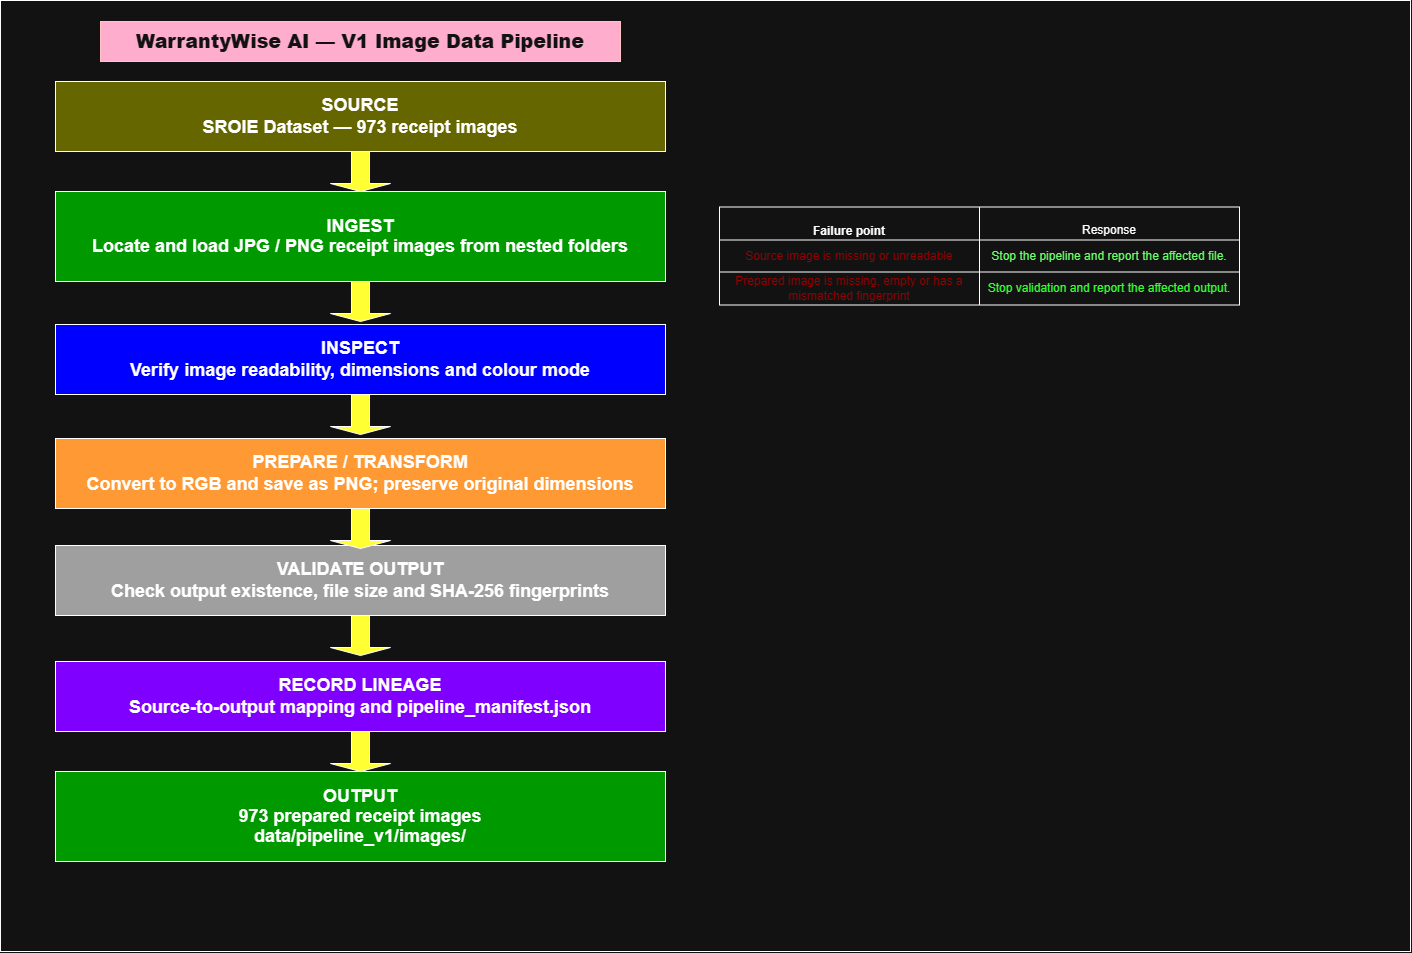 WarrantyWise AI — V1 Image Data Pipeline
SOURCE
SROIE Dataset — 973 receipt images
INGEST
Locate and load JPG / PNG receipt images from nested folders
INSPECT
Verify image readability, dimensions and colour mode
PREPARE / TRANSFORM
Convert to RGB and save as PNG; preserve original dimensions
VALIDATE OUTPUT
Check output existence, file size and SHA-256 fingerprints
RECORD LINEAGE
Source-to-output mapping and pipeline_manifest.json
OUTPUT
973 prepared receipt images
data/pipeline_v1/images/
Failure point
Response
Source image is missing or unreadable
Stop the pipeline and report the affected file.
Prepared image is missing, empty or has a
mismatched fingerprint
Stop validation and report the affected output.